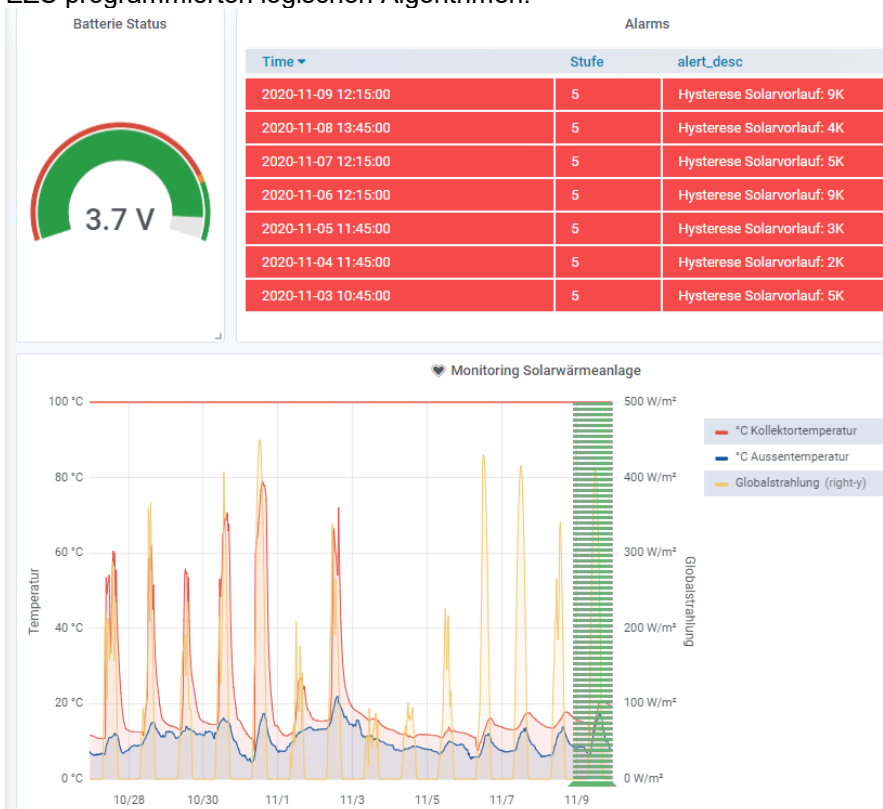 EES programmierten logischen Algorithmen.
Batterie Status
3.7 V
Alarms
Time Stufe alert_desc
2020-11-09 12:15:00 5 Hysterese Solarvorlauf: 9K
2020-11-08 13:45:00 5 Hysterese Solarvorlauf: 4K
2020-11-07 12:15:00 5 Hysterese Solarvorlauf: 5K
2020-11-06 12:15:00 5 Hysterese Solarvorlauf: 9K
2020-11-05 11:45:00 5 Hysterese Solarvorlauf: 3K
2020-11-04 11:45:00 5 Hysterese Solarvorlauf: 2K
2020-11-03 10:45:00 5 Hysterese Solarvorlauf: 5K
Monitoring Solarwärmeanlage
100 °C
80 °C
60 °C
40 °C
20 °C
0 °C
Temperatur
500 W/m²
400 W/m²
300 W/m²
200 W/m²
100 W/m²
0 W/m²
Globalstrahlung
10/28 10/30 11/1 11/3 11/5 11/7 11/9
°C Kollektortemperatur
°C Aussentemperatur
Globalstrahlung (right-y)